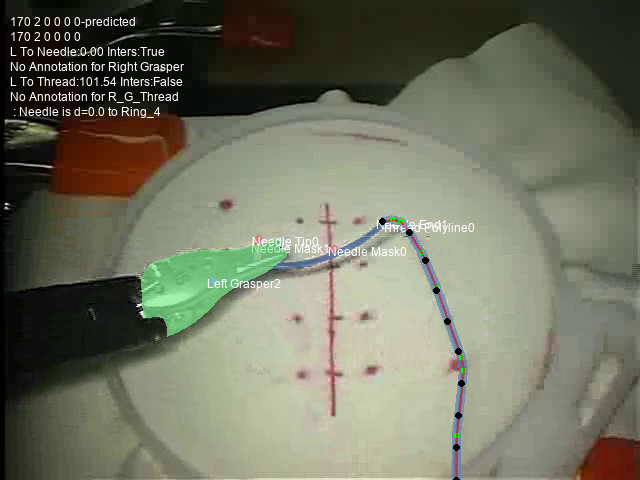 170 2 0 0 0 0-predicted
170 2 0 0 0 0
L To Needle:0.00 Inters:True
No Annotation for Right Grasper
L To Thread:101.54 Inters:False
No Annotation for R_G_Thread
: Needle is d=0.0 to Ring_4
Thread Polyline0
Needle Tip0
Needle Mask1
Needle Mask0
Left Grasper2